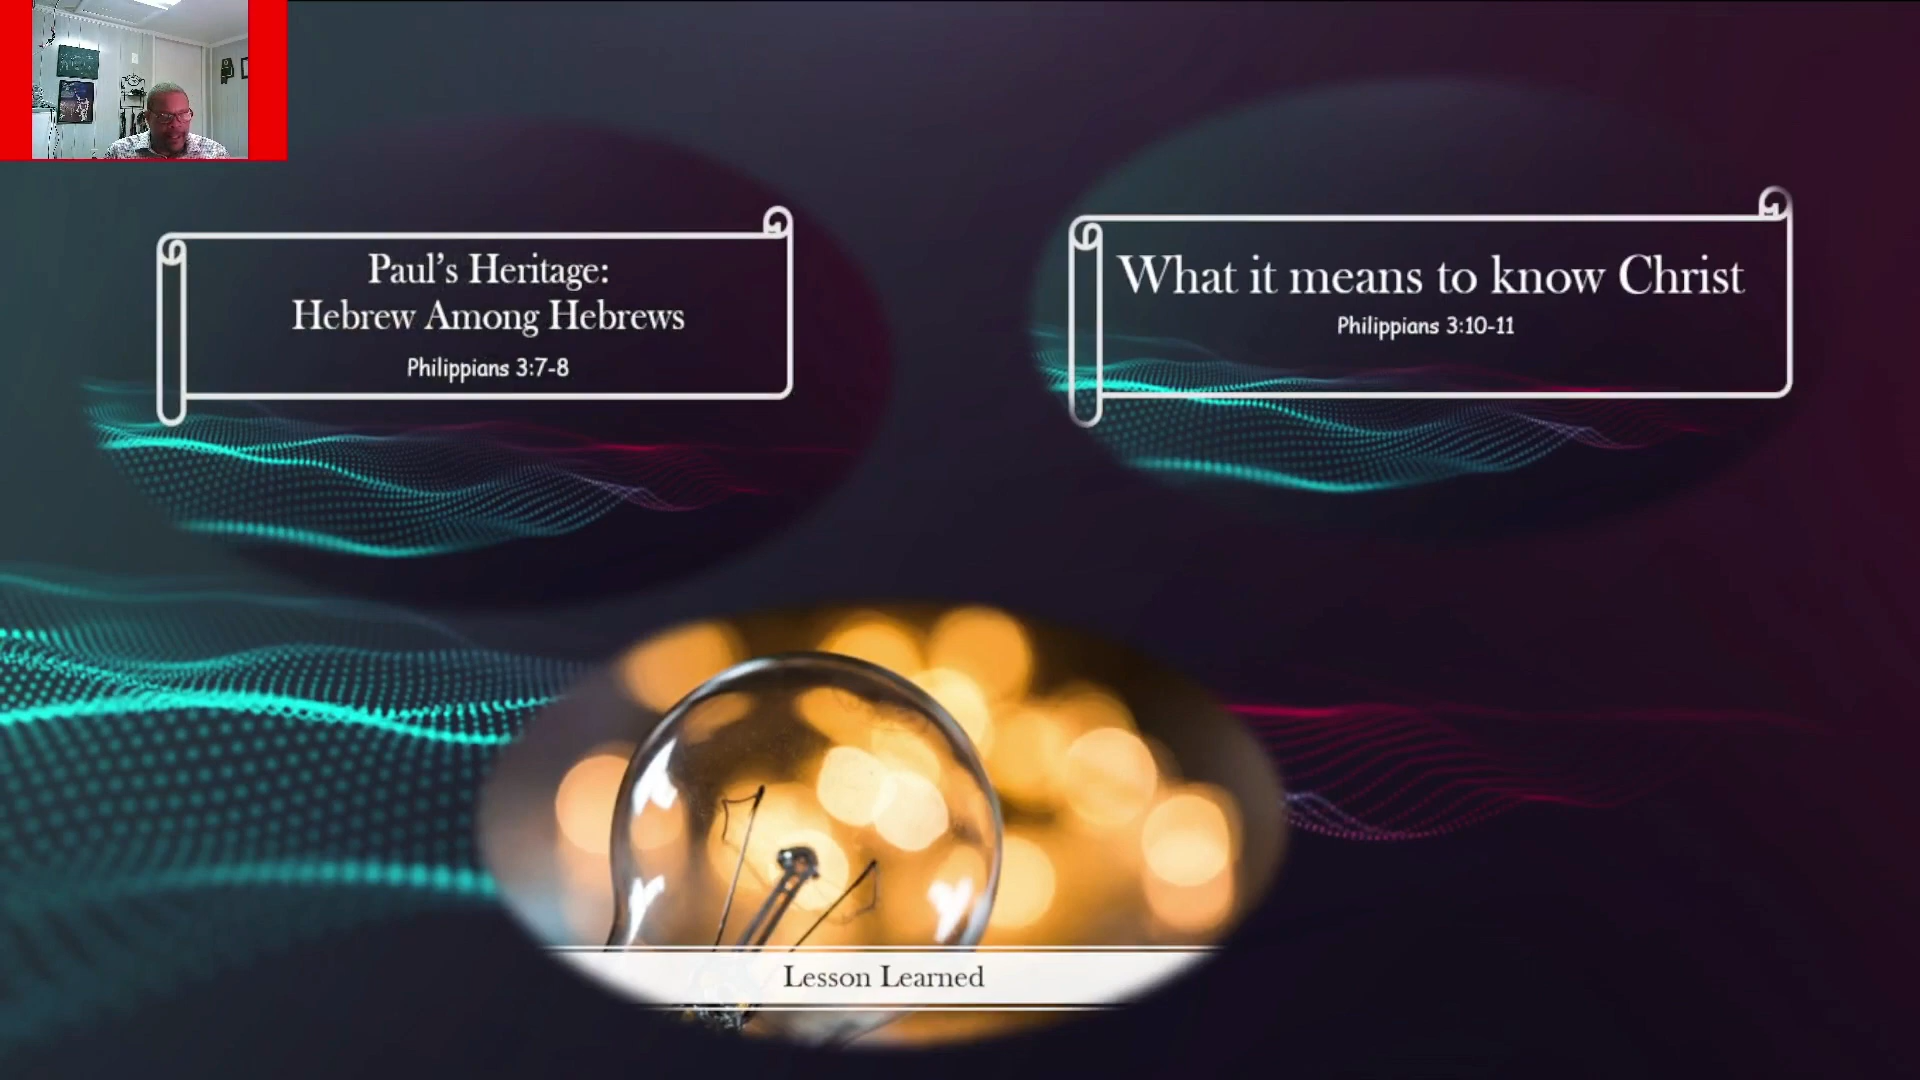 Paul’s Heritage:
Hebrew Among Hebrews
Philippians 3:7-8
What it means to know Christ
Philippians 3:10-11
Lesson Learned